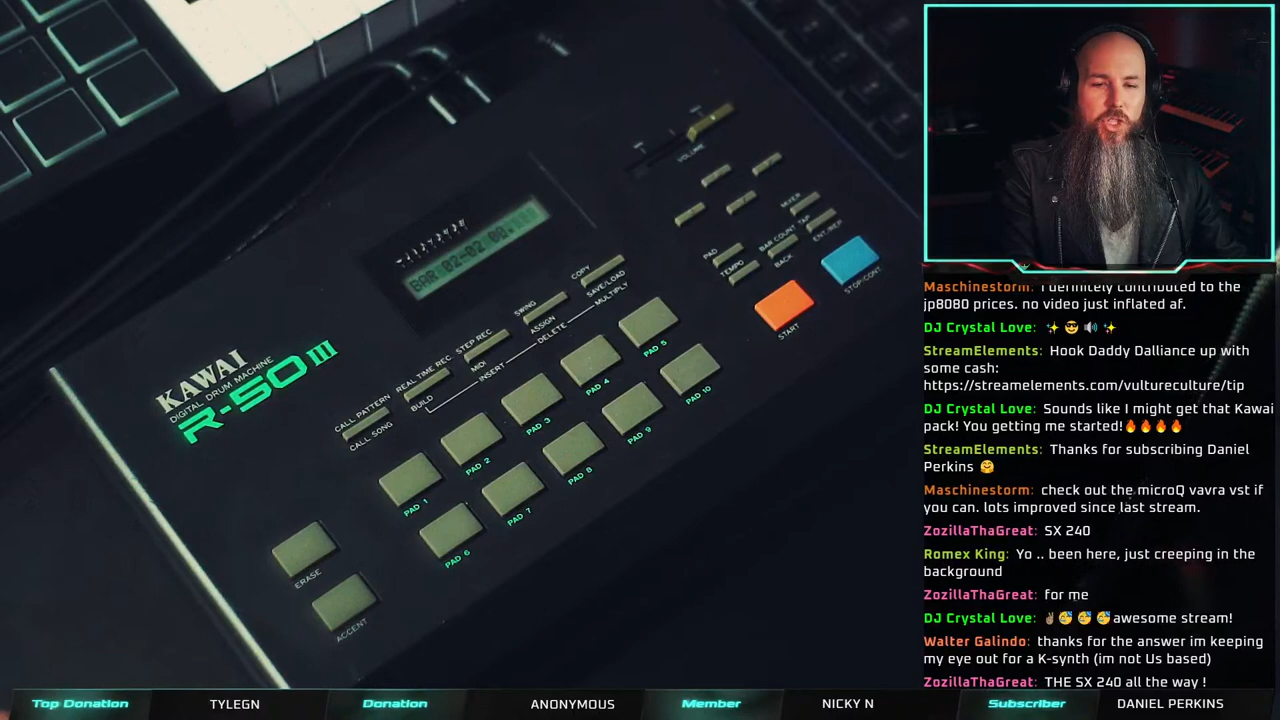 VOLUME
MIXER
TAP
ENT/REP
PAD
BAR COUNT
TEMPO
BACK
STOP/CONT.
START
BAR 02-02 00.
COPY
SAVE/LOAD
SWING
MULTIPLY
ASSIGN
STEP REC.
DELETE
MIDI
REAL TIME REC.
INSERT
BUILD
CALL PATTERN
CALL SONG
KAWAI
DIGITAL DRUM MACHINE
R-50 III
PAD 1
PAD 2
PAD 3
PAD 4
PAD 5
PAD 6
PAD 7
PAD 8
PAD 9
PAD 10
ERASE
ACCENT
Maschinestorm: I definitely contributed to the
jp8080 prices. no video just inflated af.
DJ Crystal Love: ✨ 😎 🔊 ✨
StreamElements: Hook Daddy Dalliance up with
some cash:
https://streamelements.com/vultureculture/tip
DJ Crystal Love: Sounds like I might get that Kawai
pack! You getting me started!🔥🔥🔥🔥
StreamElements: Thanks for subscribing Daniel
Perkins 🤗
Maschinestorm: check out the microQ vavra vst if
you can. lots improved since last stream.
ZozillaThaGreat: SX 240
Romex King: Yo .. been here, just creeping in the
background
ZozillaThaGreat: for me
DJ Crystal Love: ✌🏽🥳 🥳 🥳awesome stream!
Walter Galindo: thanks for the answer im keeping
my eye out for a K-synth (im not Us based)
ZozillaThaGreat: THE SX 240 all the way !
Top Donation TYLEGN Donation ANONYMOUS Member NICKY N Subscriber DANIEL PERKINS